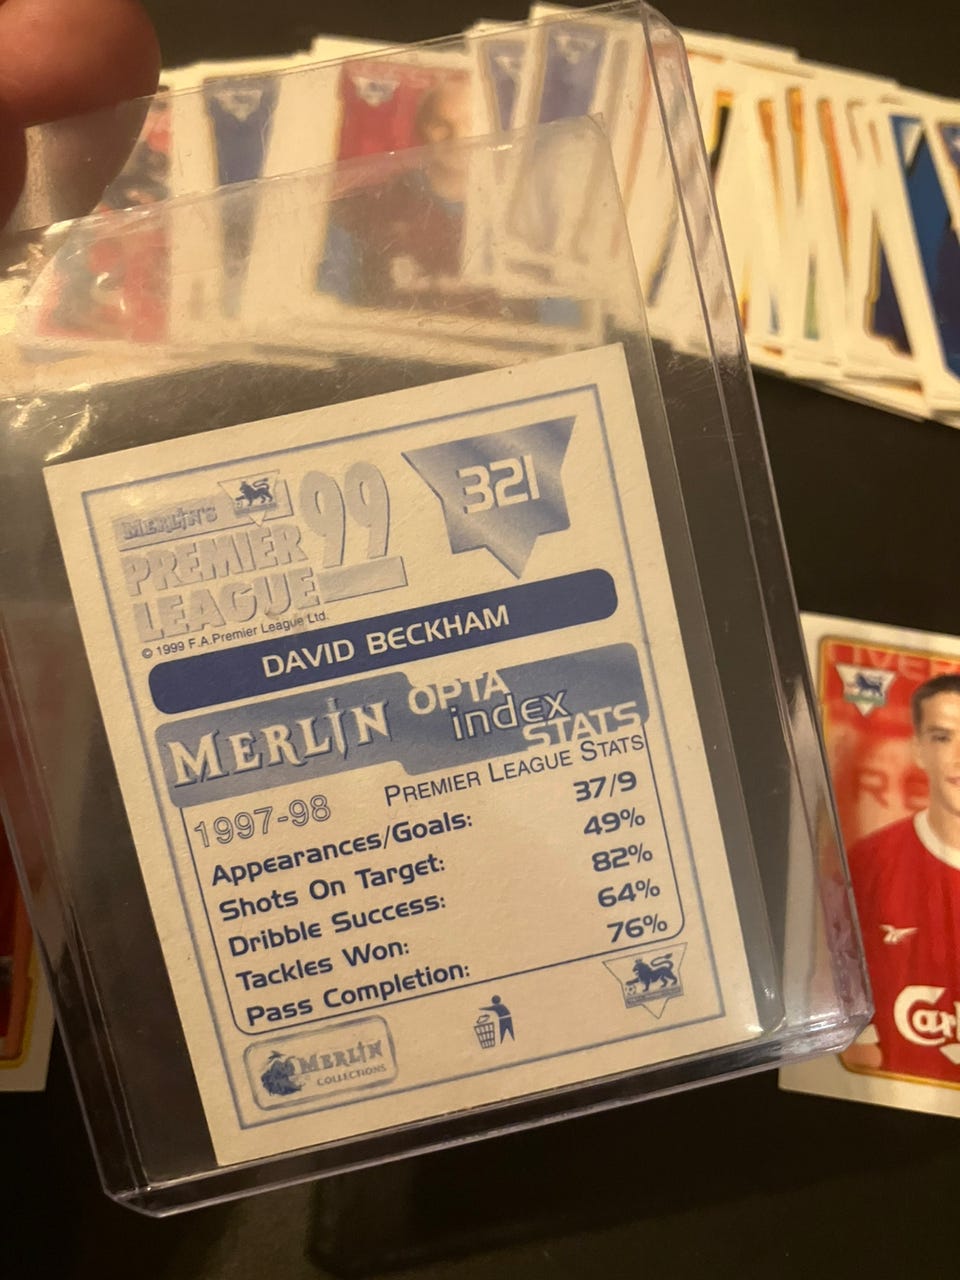 MERLIN'S
PREMIER
LEAGUE
99
© 1999 F.A.Premier League Ltd.
321
DAVID BECKHAM
MERLIN OPTA
index
STATS
1997-98 PREMIER LEAGUE STATS
Appearances/Goals: 37/9
Shots On Target: 49%
Dribble Success: 82%
Tackles Won: 64%
Pass Completion: 76%
MERLIN
COLLECTIONS